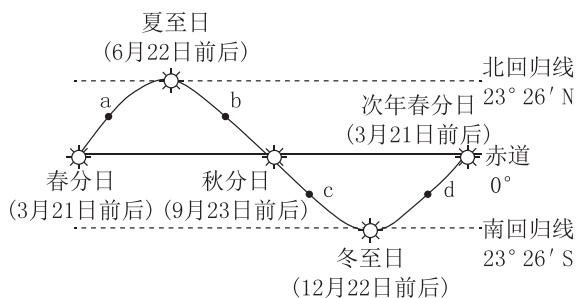 夏至日
(6月22日前后)
北回归线
23°26′N
a
b
次年春分日
(3月21日前后)
赤道
0°
春分日
(3月21日前后)
秋分日
(9月23日前后)
c
d
南回归线
23°26′S
冬至日
(12月22日前后)